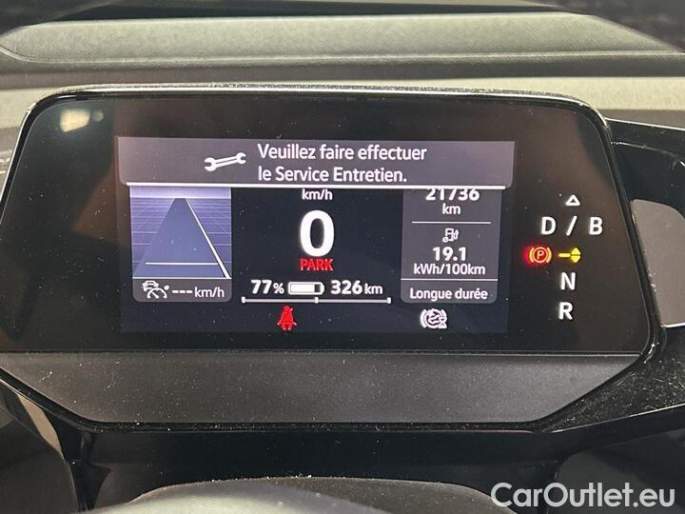 Veuillez faire effectuer
le Service Entretien.
km/h
0
PARK
77 % 326 km
---km/h
21736
km
19.1
kWh/100km
Longue durée
D / B
P
N
R
CarOutlet.eu